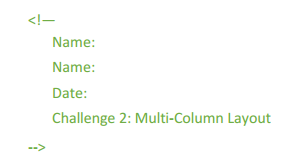 <!—
Name:
Name:
Date:
Challenge 2: Multi-Column Layout
-->